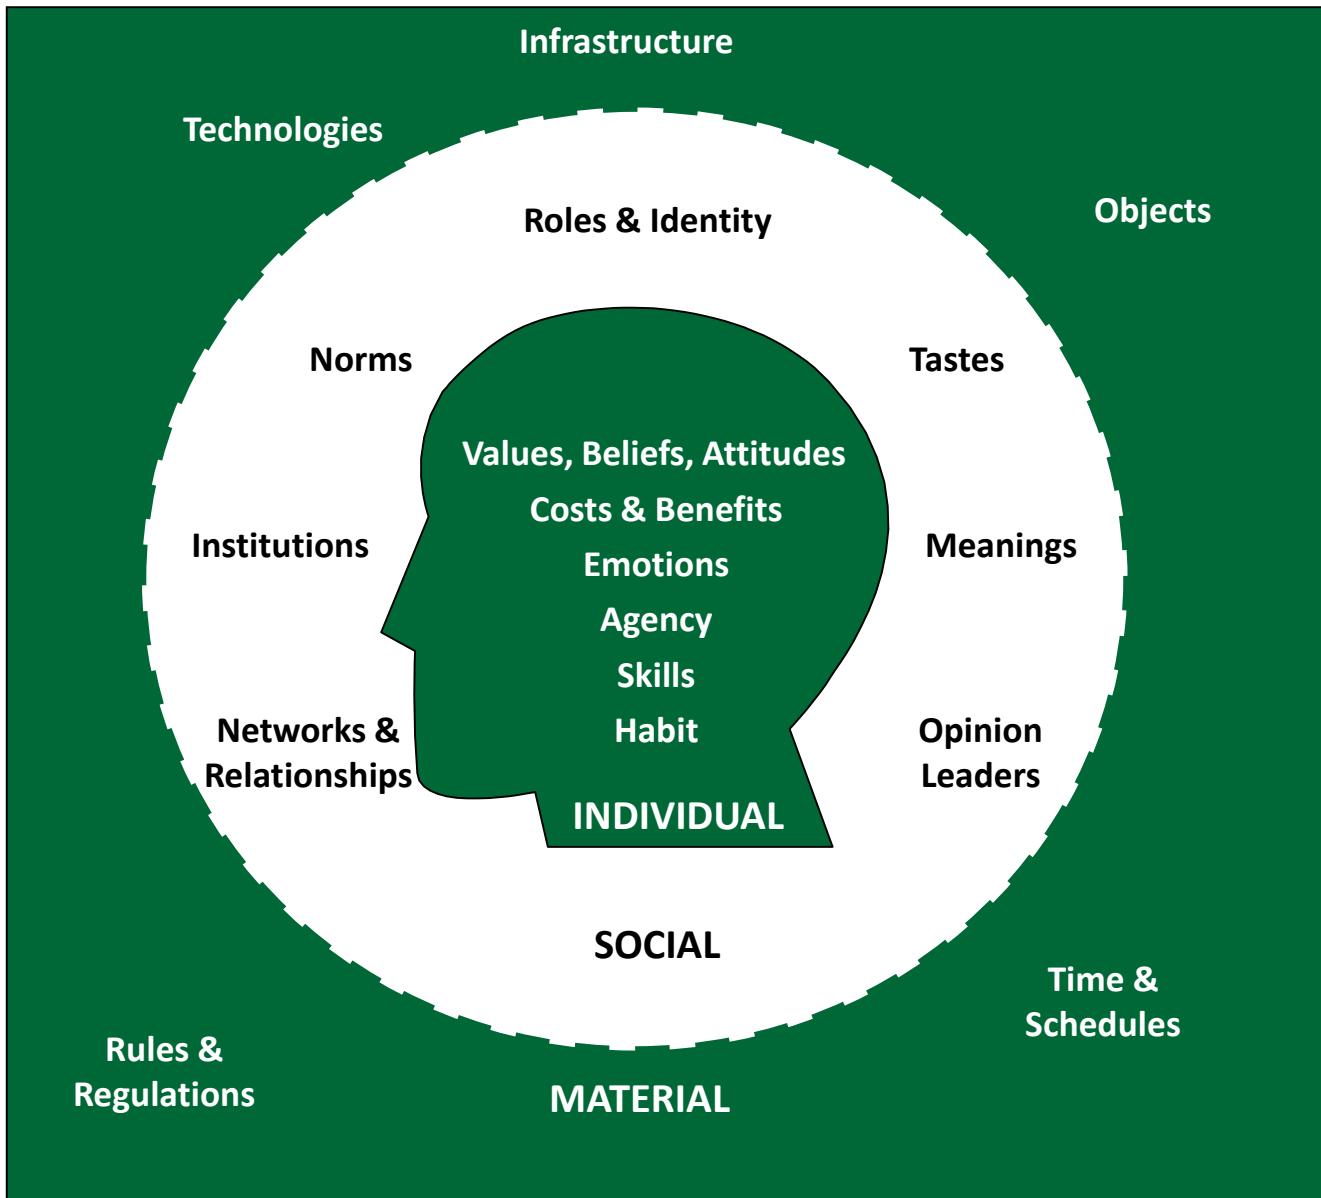 Infrastructure
Technologies
Objects
Roles & Identity
Norms
Tastes
Values, Beliefs, Attitudes
Costs & Benefits
Institutions
Meanings
Emotions
Agency
Skills
Habit
Networks &
Relationships
Opinion
Leaders
INDIVIDUAL
SOCIAL
Time &
Schedules
Rules &
Regulations
MATERIAL